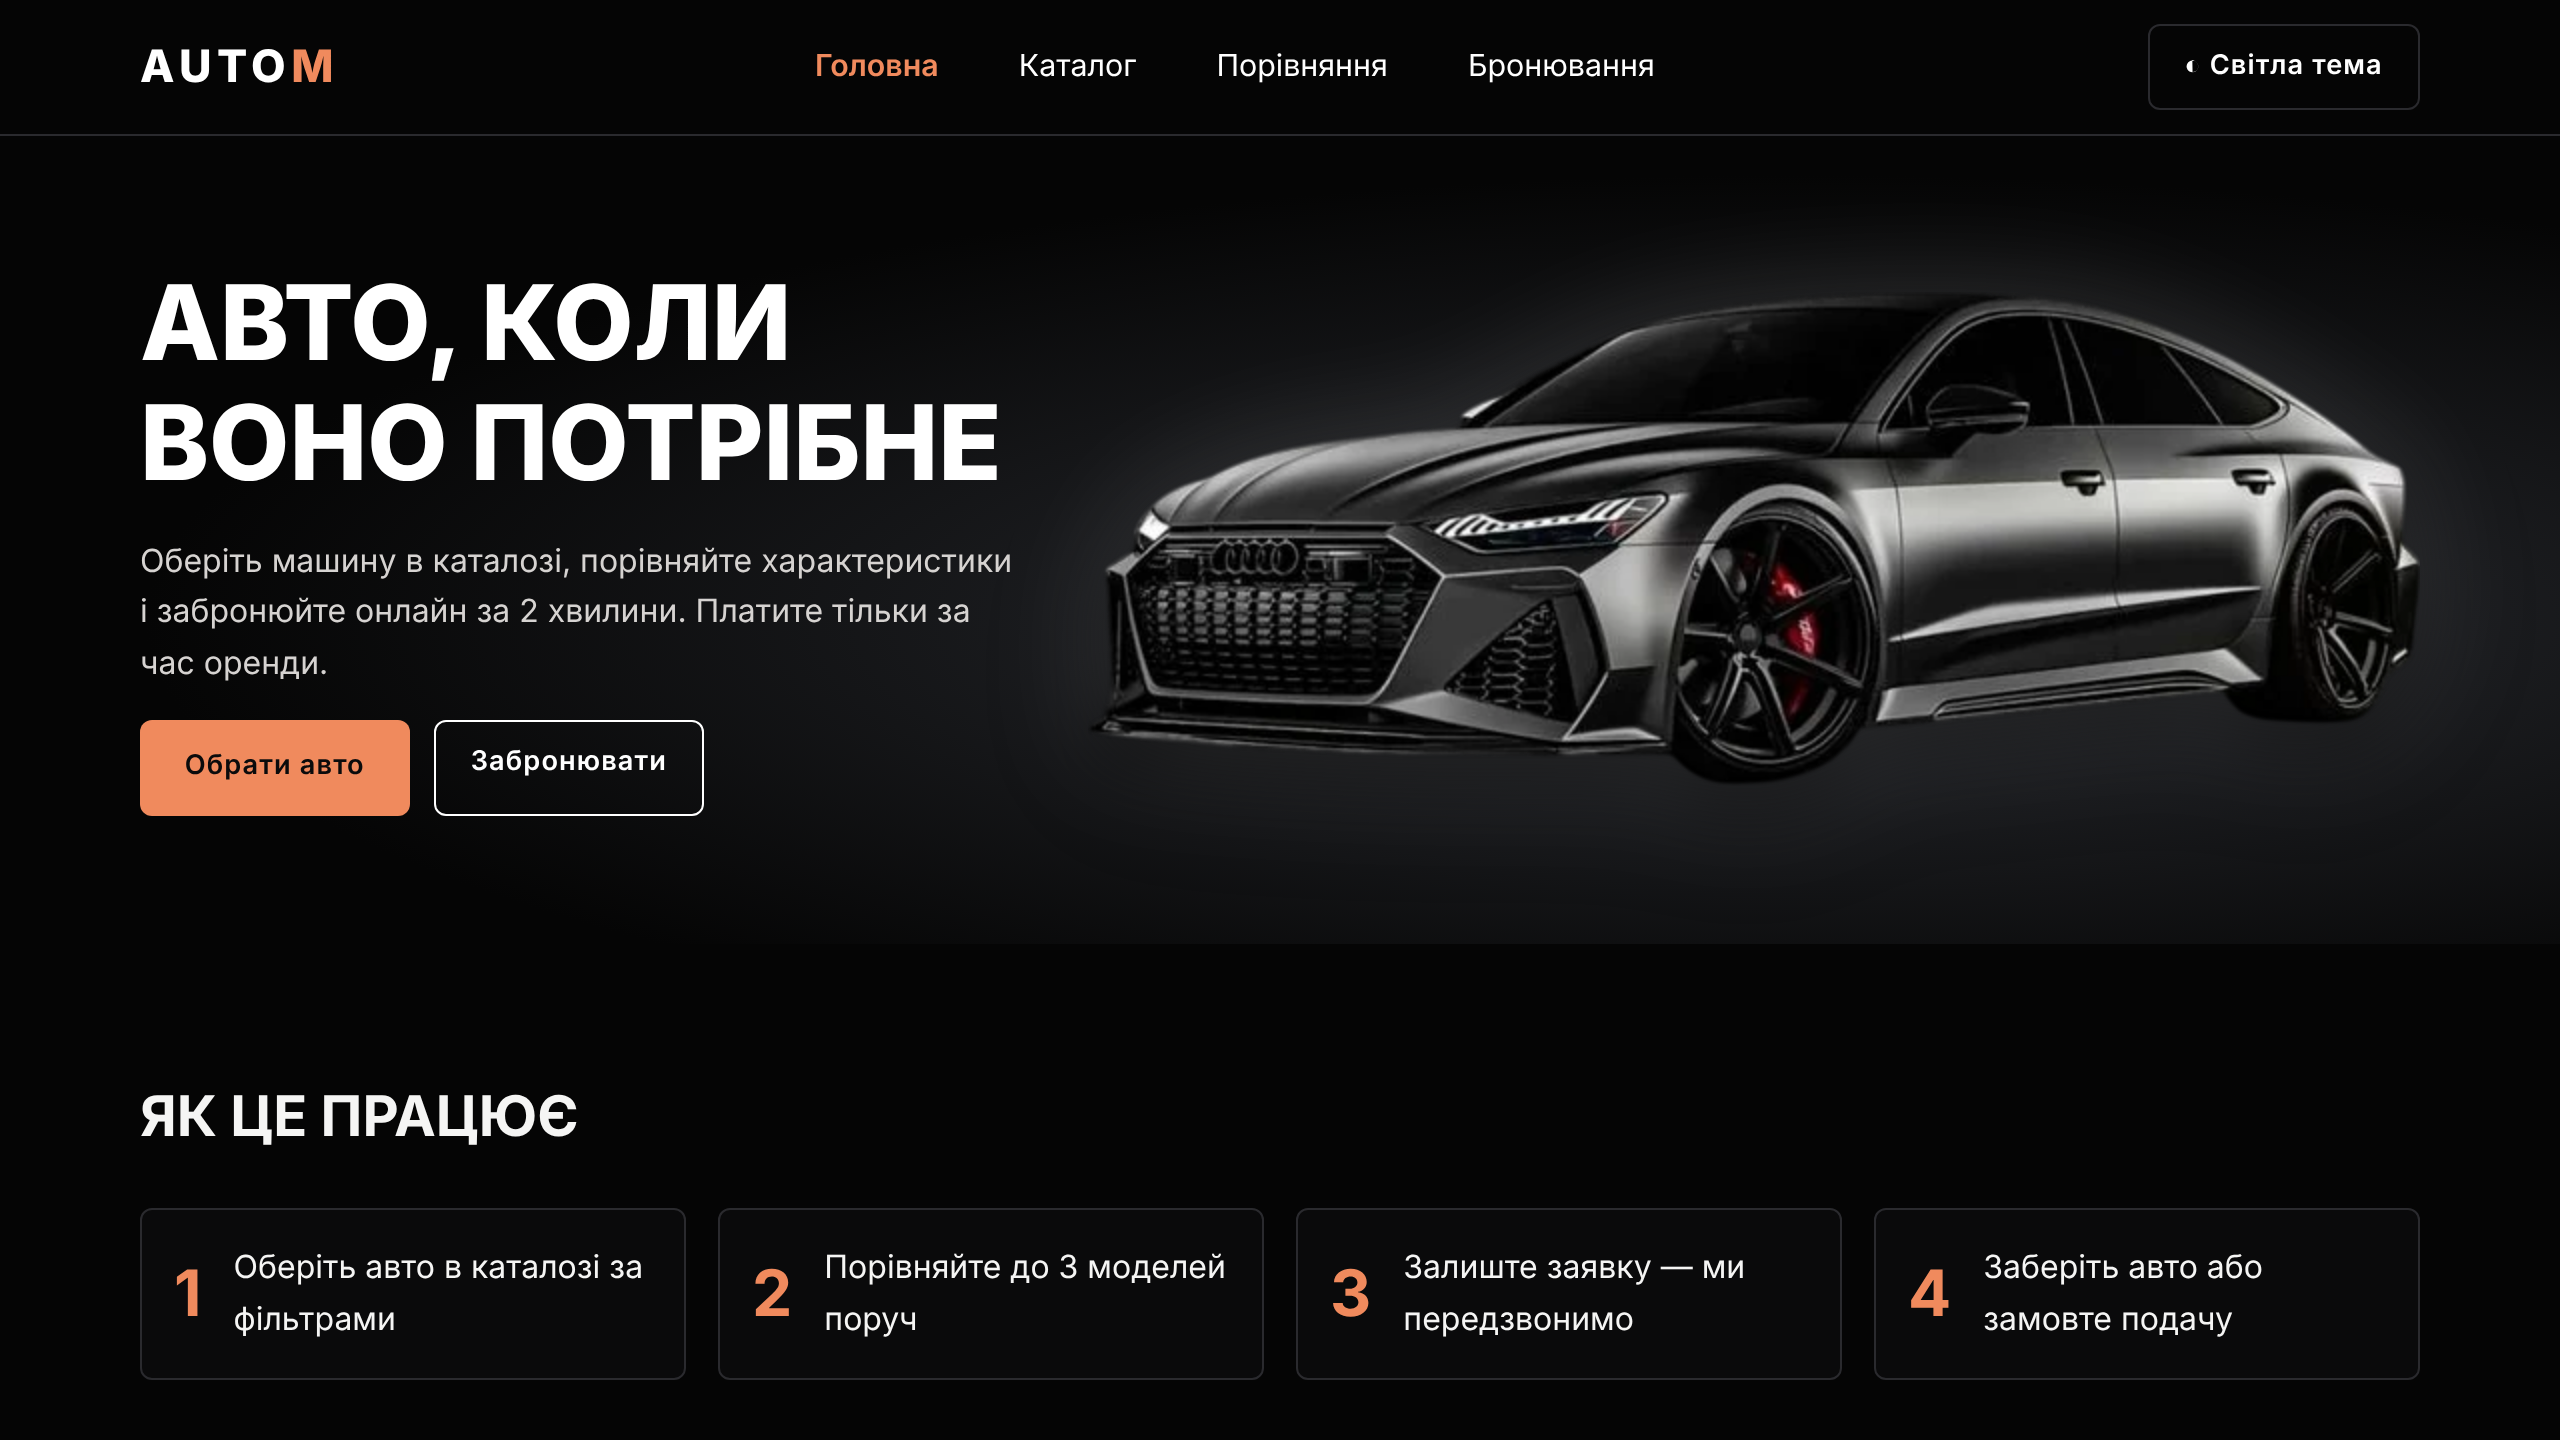 AUTOM
Головна
Каталог
Порівняння
Бронювання
Світла тема
АВТО, КОЛИ
ВОНО ПОТРІБНЕ
Оберіть машину в каталозі, порівняйте характеристики
і забронюйте онлайн за 2 хвилини. Платите тільки за
час оренди.
Обрати авто
Забронювати
ЯК ЦЕ ПРАЦЮЄ
1
Оберіть авто в каталозі за
фільтрами
2
Порівняйте до 3 моделей
поруч
3
Залиште заявку — ми
передзвонимо
4
Заберіть авто або
замовте подачу